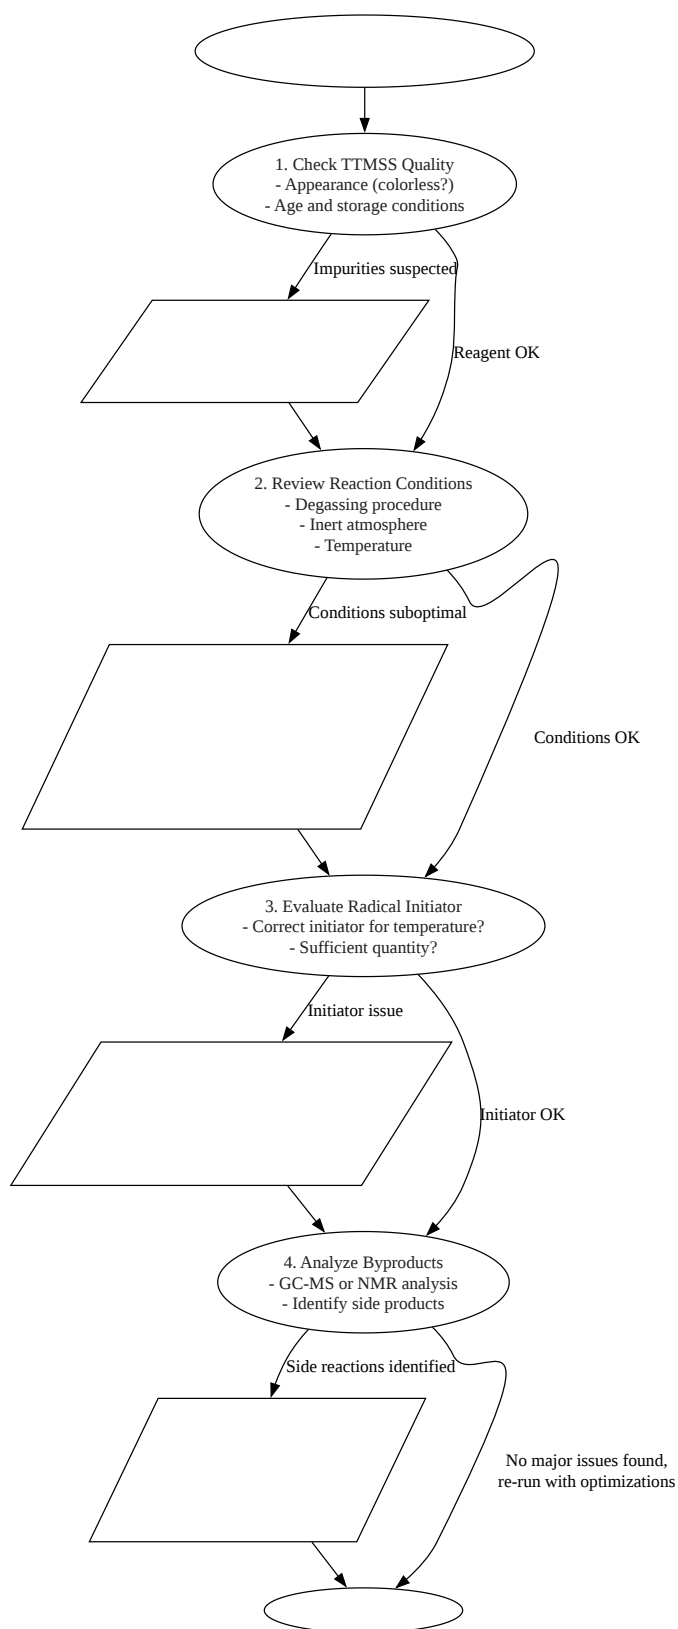 1. Check TTMSS Quality
- Appearance (colorless?)
- Age and storage conditions
Impurities suspected
Reagent OK
2. Review Reaction Conditions
- Degassing procedure
- Inert atmosphere
- Temperature
Conditions suboptimal
Conditions OK
3. Evaluate Radical Initiator
- Correct initiator for temperature?
- Sufficient quantity?
Initiator issue
Initiator OK
4. Analyze Byproducts
- GC-MS or NMR analysis
- Identify side products
Side reactions identified
No major issues found,
re-run with optimizations